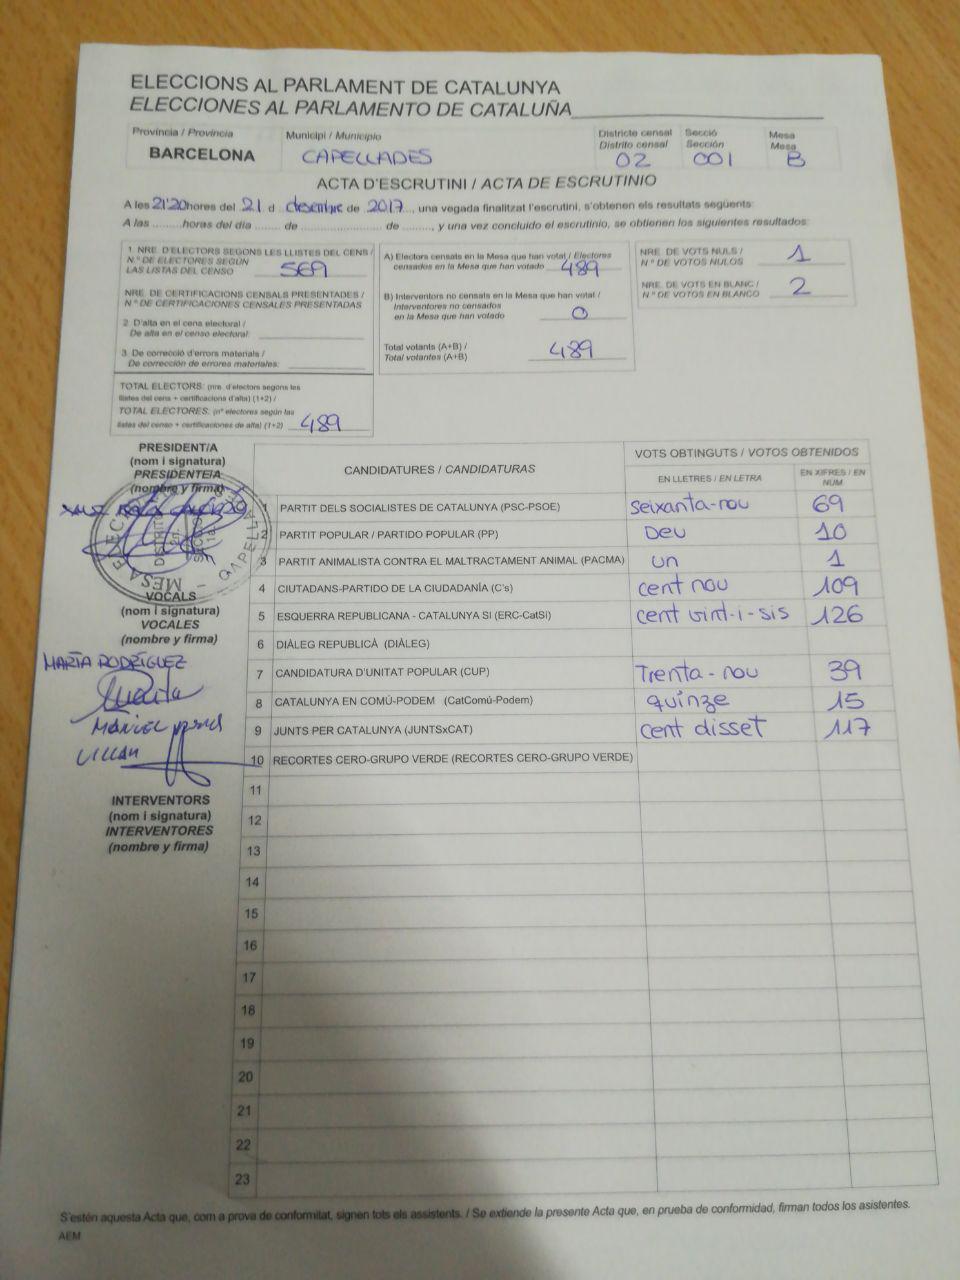 ELECCIONS AL PARLAMENT DE CATALUNYA
ELECCIONES AL PARLAMENTO DE CATALUÑA
Província / Provincia
BARCELONA
Municipi / Municipio
CAPELLADES
Districte censal
Distrito censal
02
Secció
Sección
001
Mesa
Mesa
B
ACTA D'ESCRUTINI / ACTA DE ESCRUTINIO
A les 21'20 hores del 21 d desembre de 2017, una vegada finalitzat l'escrutini, s'obtenen els resultats següents:
A las .........horas del día ....... de ........................ de ........, y una vez concluido el escrutinio, se obtienen los siguientes resultados:
1. NRE. D'ELECTORS SEGONS LES LLISTES DEL CENS /
N.º DE ELECTORES SEGÚN
LAS LISTAS DEL CENSO 569
NRE. DE CERTIFICACIONS CENSALS PRESENTADES /
N.º DE CERTIFICACIONES CENSALES PRESENTADAS
2. D'alta en el cens electoral /
De alta en el censo electoral:
3. De correcció d'errors materials /
De corrección de errores materiales:
TOTAL ELECTORS: (nre. d'electors segons les
llistes del cens + certificacions d'alta) (1+2) /
TOTAL ELECTORES: (nº electores según las
listes del censo + certificaciones de alta) (1+2) 489
A) Electors censats en la Mesa que han votat / Electores
censados en la Mesa que han votado 489
B) Interventors no censats en la Mesa que han votat /
Interventores no censados
en la Mesa que han votado 0
Total votants (A+B) /
Total votantes (A+B) 489
NRE. DE VOTS NULS /
N.º DE VOTOS NULOS 1
NRE. DE VOTS EN BLANC /
N.º DE VOTOS EN BLANCO 2
PRESIDENT/A
(nom i signatura)
PRESIDENTE/A
(nombre y firma)
MESA ELEC
CAPELLADES
VOCALS
(nom i signatura)
VOCALES
(nombre y firma)
MARÍA RODRÍGUEZ
INTERVENTORS
(nom i signatura)
INTERVENTORES
(nombre y firma)
CANDIDATURES / CANDIDATURAS
VOTS OBTINGUTS / VOTOS OBTENIDOS
EN LLETRES / EN LETRA
EN XIFRES / EN NÚM
1 PARTIT DELS SOCIALISTES DE CATALUNYA (PSC-PSOE) seixanta-nou 69
2 PARTIT POPULAR / PARTIDO POPULAR (PP) Deu 10
3 PARTIT ANIMALISTA CONTRA EL MALTRACTAMENT ANIMAL (PACMA) un 1
4 CIUTADANS-PARTIDO DE LA CIUDADANÍA (C's) cent nou 109
5 ESQUERRA REPUBLICANA - CATALUNYA SI (ERC-CatSí) cent vint-i-sis 126
6 DIÀLEG REPUBLICÀ (DIÀLEG)
7 CANDIDATURA D'UNITAT POPULAR (CUP) Trenta-nou 39
8 CATALUNYA EN COMÚ-PODEM (CatComú-Podem) quinze 15
9 JUNTS PER CATALUNYA (JUNTSxCAT) cent disset 117
10 RECORTES CERO-GRUPO VERDE (RECORTES CERO-GRUPO VERDE)
11
12
13
14
15
16
17
18
19
20
21
22
23
S'estén aquesta Acta que, com a prova de conformitat, signen tots els assistents. / Se extiende la presente Acta que, en prueba de conformidad, firman todos los asistentes.
AEM